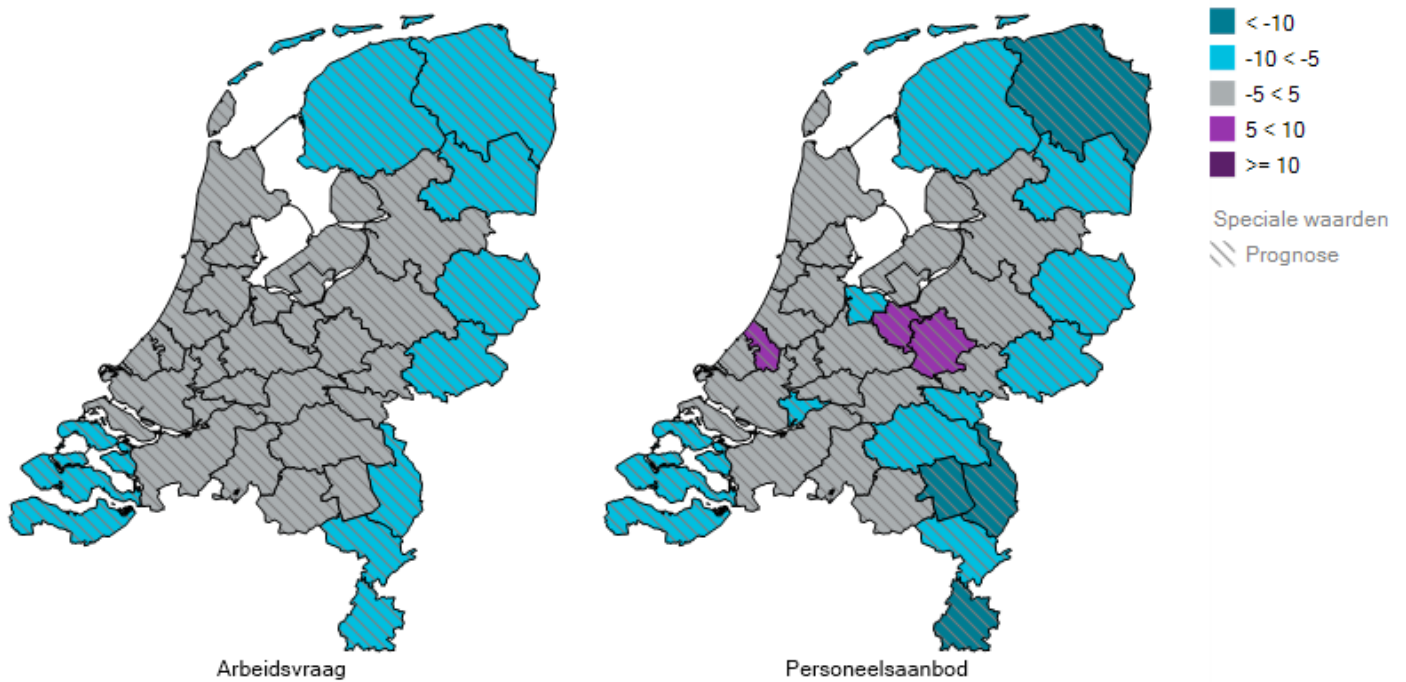 < -10
-10 < -5
-5 < 5
5 < 10
>= 10
Speciale waarden
Prognose
Arbeidsvraag
Personeelsaanbod